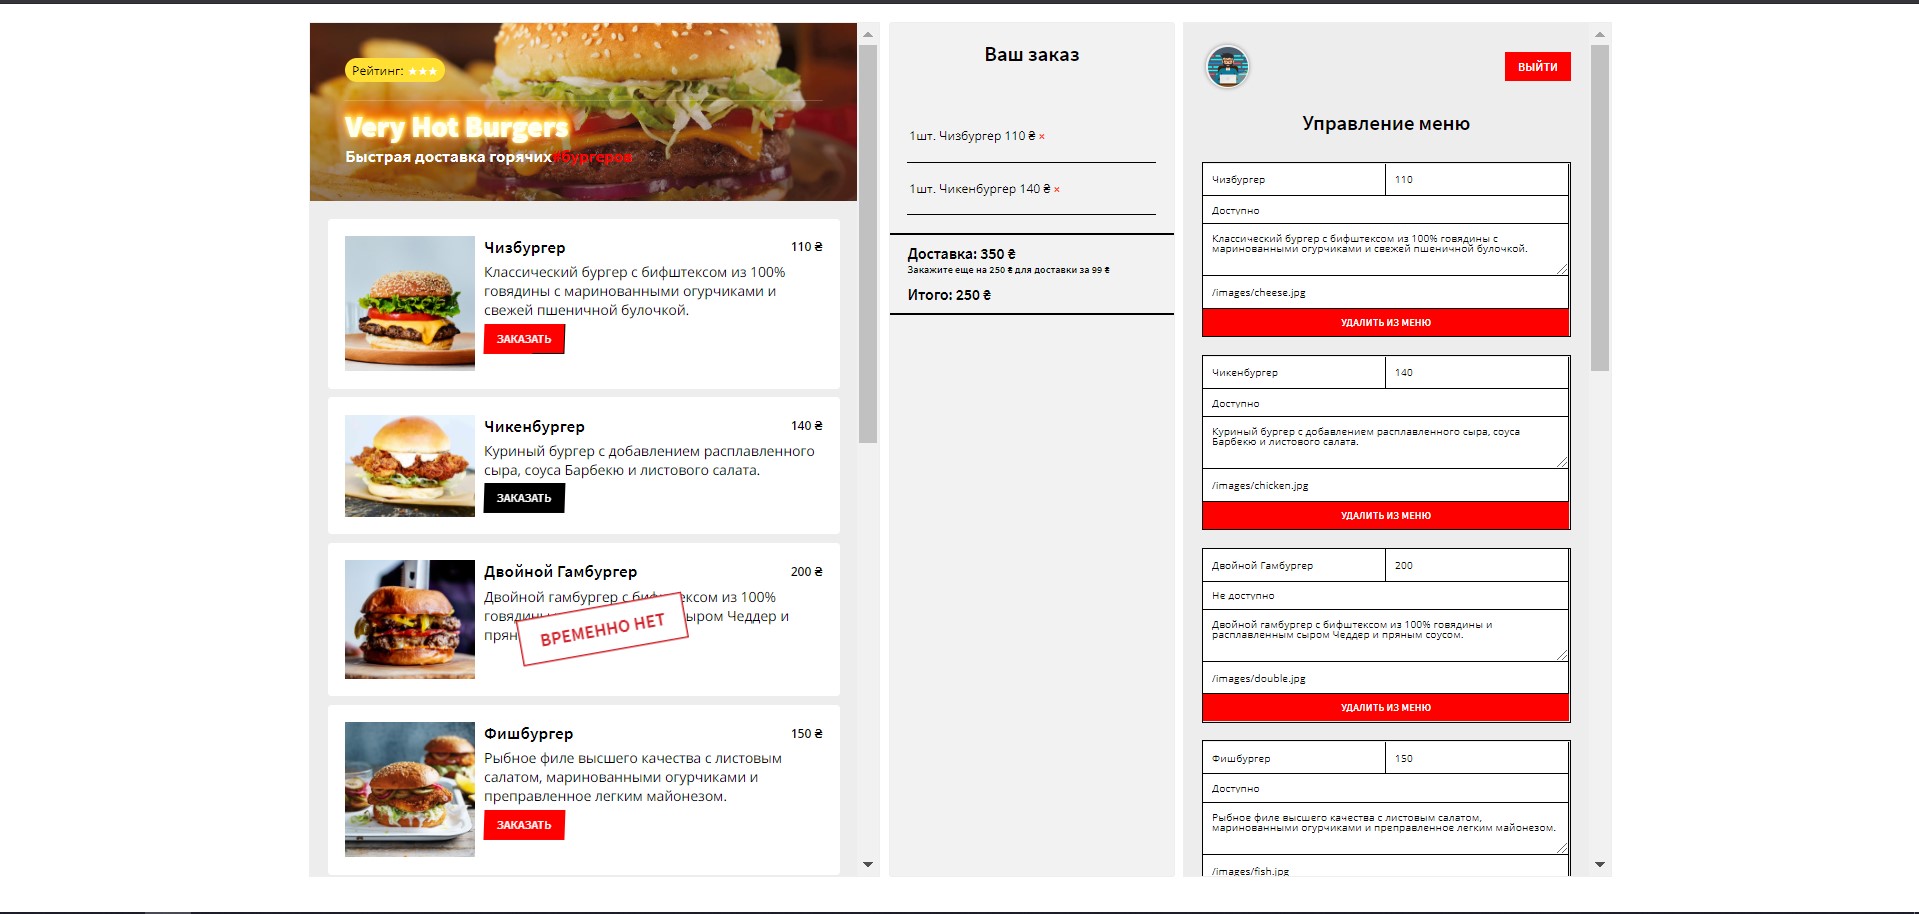 Рейтинг: ★★★
Very Hot Burgers
Быстрая доставка горячих#бургеров
Чизбургер
110 ₴
Классический бургер с бифштексом из 100%
говядины с маринованными огурчиками и
свежей пшеничной булочкой.
ЗАКАЗАТЬ
Чикенбургер
140 ₴
Куриный бургер с добавлением расплавленного
сыра, соуса Барбекю и листового салата.
ЗАКАЗАТЬ
Двойной Гамбургер
200 ₴
Двойной гамбургер с ексом из 100%
ыром Чеддер и
ВРЕМЕННО НЕТ
Фишбургер
150 ₴
Рыбное филе высшего качества с листовым
салатом, маринованными огурчиками и
преправленное легким майонезом.
ЗАКАЗАТЬ
Ваш заказ
1шт. Чизбургер 110 ₴ ×
1шт. Чикенбургер 140 ₴ ×
Доставка: 350 ₴
Закажите еще на 250 ₴ для доставки за 99 ₴
Итого: 250 ₴
ВЫЙТИ
Управление меню
Чизбургер
110
Доступно
Классический бургер с бифштексом из 100% говядины с
маринованными огурчиками и свежей пшеничной булочкой.
/images/cheese.jpg
УДАЛИТЬ ИЗ МЕНЮ
Чикенбургер
140
Доступно
Куриный бургер с добавлением расплавленного сыра, соуса
Барбекю и листового салата.
/images/chicken.jpg
УДАЛИТЬ ИЗ МЕНЮ
Двойной Гамбургер
200
Не доступно
Двойной гамбургер с бифштексом из 100% говядины и
расплавленным сыром Чеддер и пряным соусом.
/images/double.jpg
УДАЛИТЬ ИЗ МЕНЮ
Фишбургер
150
Доступно
Рыбное филе высшего качества с листовым салатом,
маринованными огурчиками и преправленное легким майонезом.
/images/fish.jpg